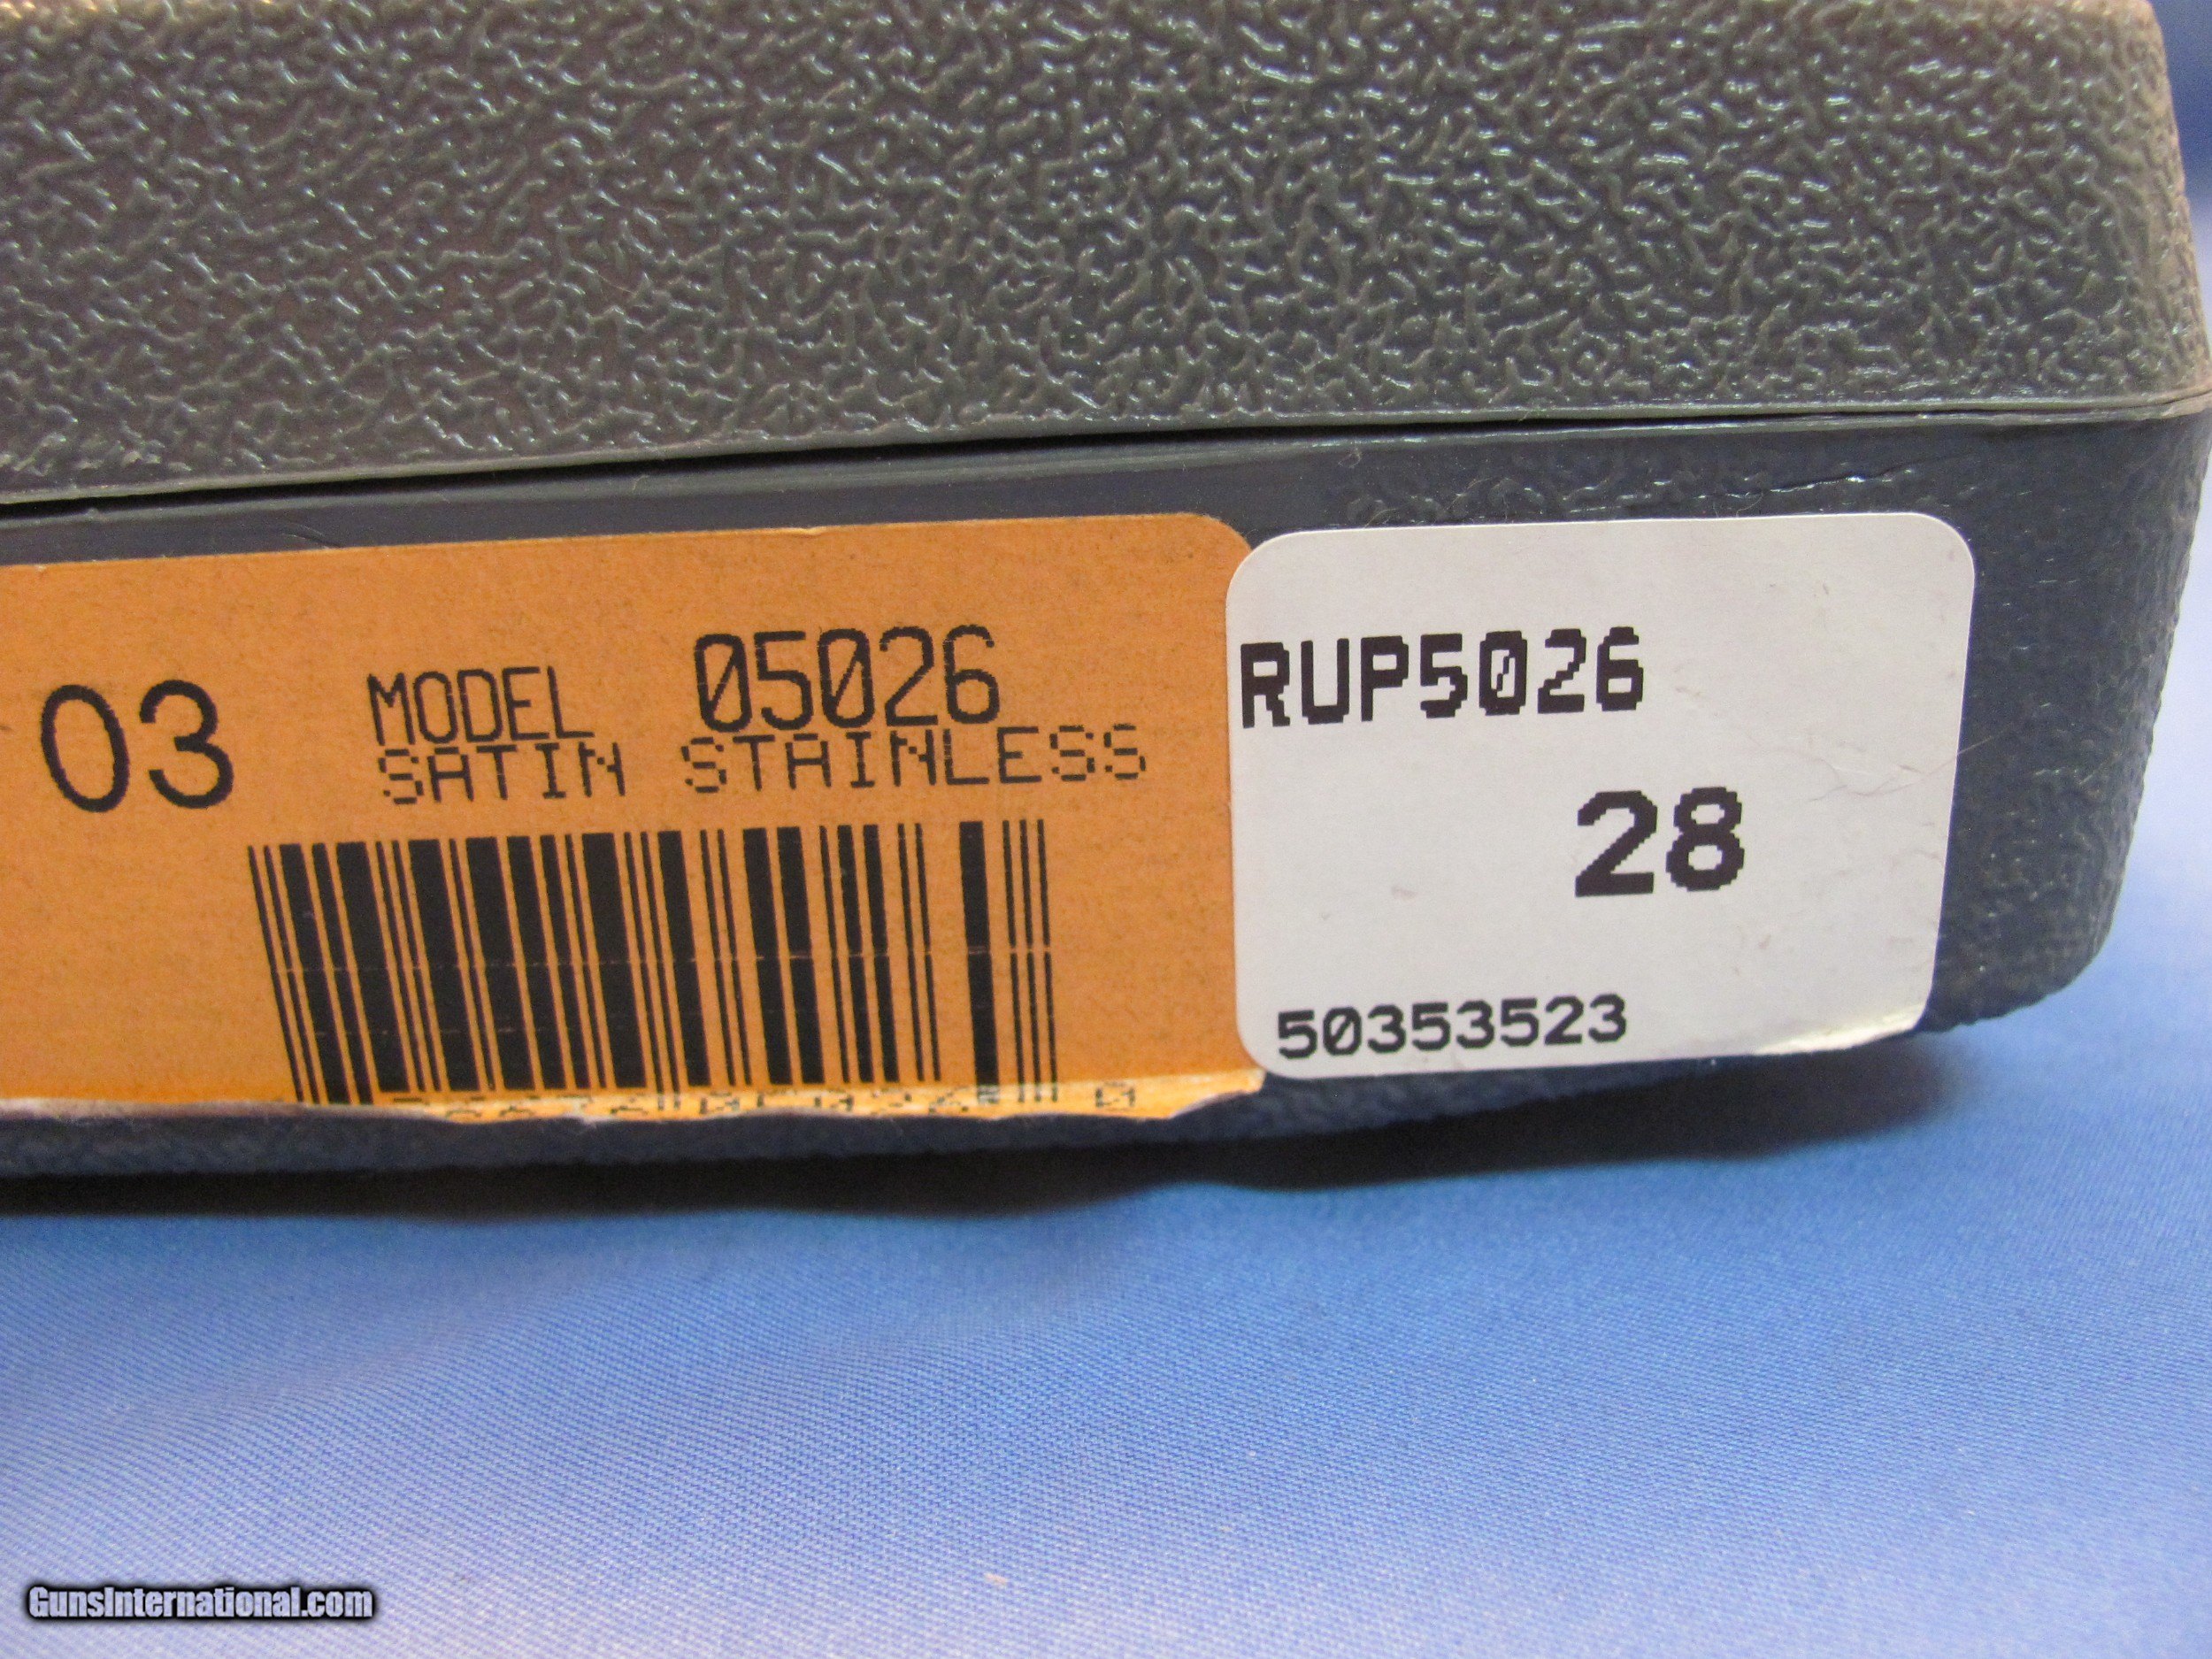 03
MODEL 05026
SATIN STAINLESS
RUP5026
28
50353523
GunsInternational.com